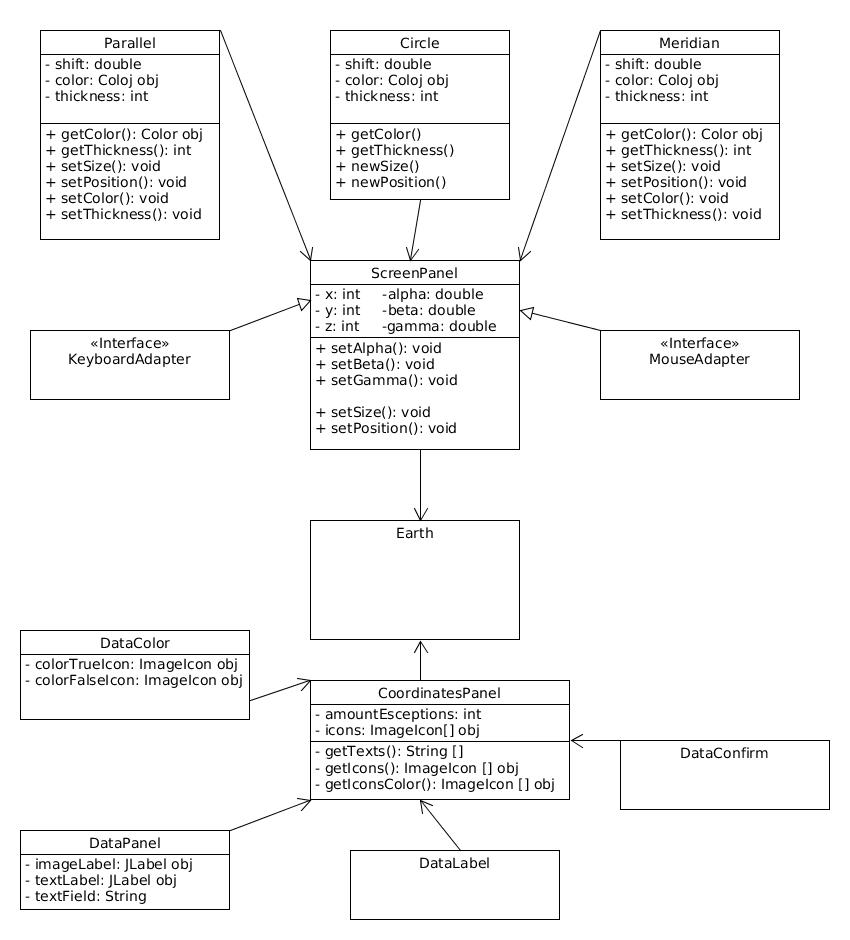 Parallel
- shift: double
- color: Coloj obj
- thickness: int
+ getColor(): Color obj
+ getThickness(): int
+ setSize(): void
+ setPosition(): void
+ setColor(): void
+ setThickness(): void
Circle
- shift: double
- color: Coloj obj
- thickness: int
+ getColor()
+ getThickness()
+ newSize()
+ newPosition()
Meridian
- shift: double
- color: Coloj obj
- thickness: int
+ getColor(): Color obj
+ getThickness(): int
+ setSize(): void
+ setPosition(): void
+ setColor(): void
+ setThickness(): void
ScreenPanel
- x: int -alpha: double
- y: int -beta: double
- z: int -gamma: double
+ setAlpha(): void
+ setBeta(): void
+ setGamma(): void
+ setSize(): void
+ setPosition(): void
«Interface»
KeyboardAdapter
«Interface»
MouseAdapter
Earth
DataColor
- colorTrueIcon: ImageIcon obj
- colorFalseIcon: ImageIcon obj
CoordinatesPanel
- amountEsceptions: int
- icons: ImageIcon[] obj
- getTexts(): String []
- getIcons(): ImageIcon [] obj
- getIconsColor(): ImageIcon [] obj
DataConfirm
DataPanel
- imageLabel: JLabel obj
- textLabel: JLabel obj
- textField: String
DataLabel